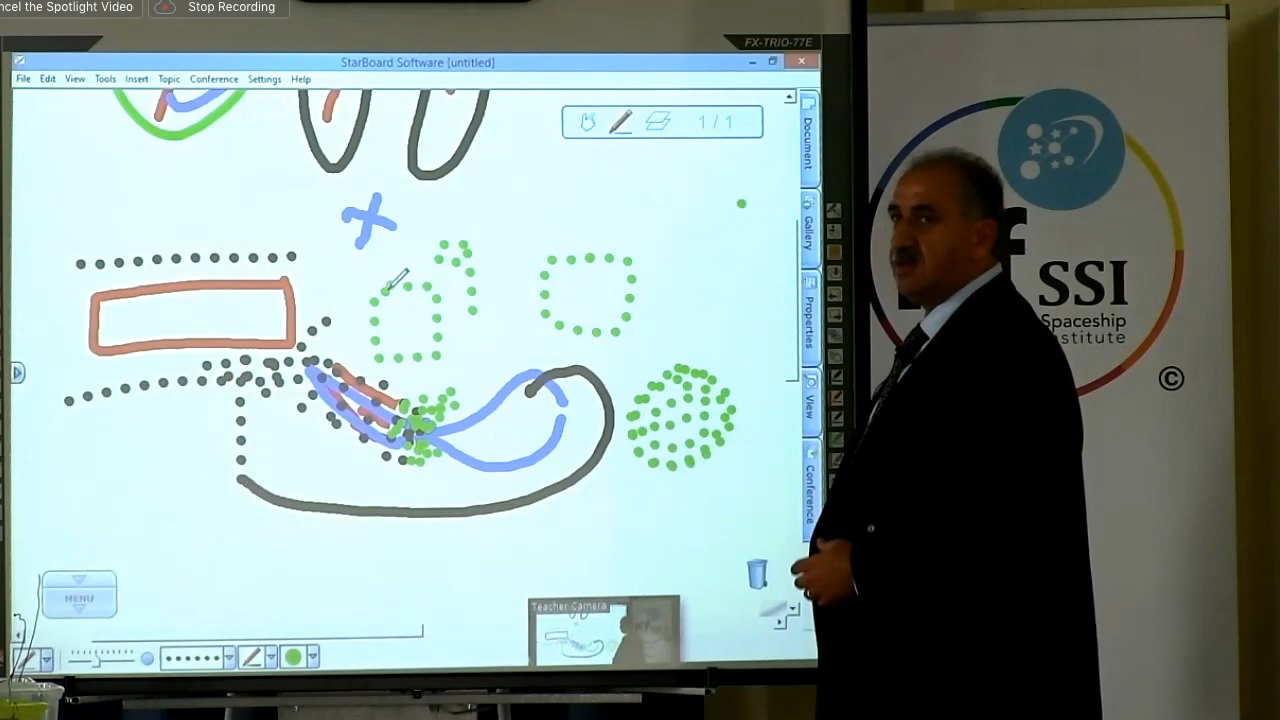 ncel the Spotlight Video
Stop Recording
FX-TRIO-77E
StarBoard Software [untitled]
File Edit View Tools Insert Topic Conference Settings Help
1 / 1
Document
Gallery
Properties
View
Conference
MENU
Teacher Camera
f SSI
Spaceship
stitute
©